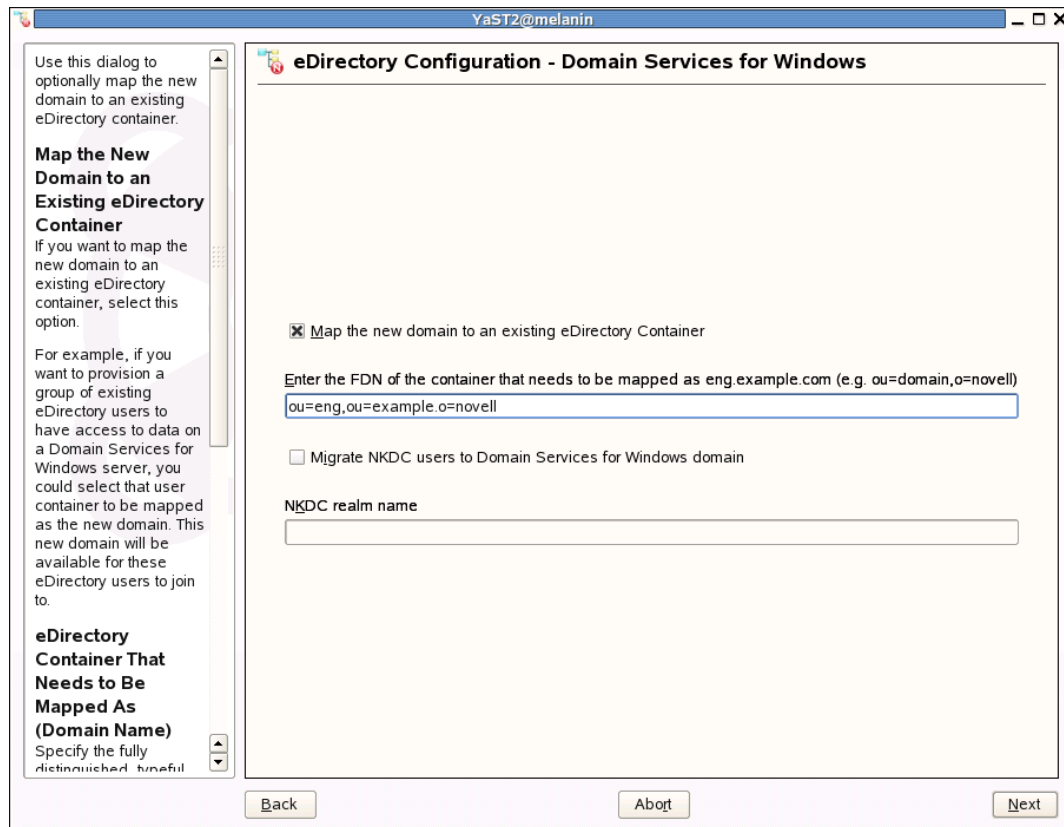 YaST2@melanin
Use this dialog to
optionally map the new
domain to an existing
eDirectory container.
Map the New
Domain to an
Existing eDirectory
Container
If you want to map the
new domain to an
existing eDirectory
container, select this
option.
For example, if you
want to provision a
group of existing
eDirectory users to
have access to data on
a Domain Services for
Windows server, you
could select that user
container to be mapped
as the new domain. This
new domain will be
available for these
eDirectory users to join
to.
eDirectory
Container That
Needs to Be
Mapped As
(Domain Name)
Specify the fully
distinguished, typeful
eDirectory Configuration - Domain Services for Windows
Map the new domain to an existing eDirectory Container
Enter the FDN of the container that needs to be mapped as eng.example.com (e.g. ou=domain,o=novell)
ou=eng,ou=example.o=novell
Migrate NKDC users to Domain Services for Windows domain
NKDC realm name
Back
Abort
Next